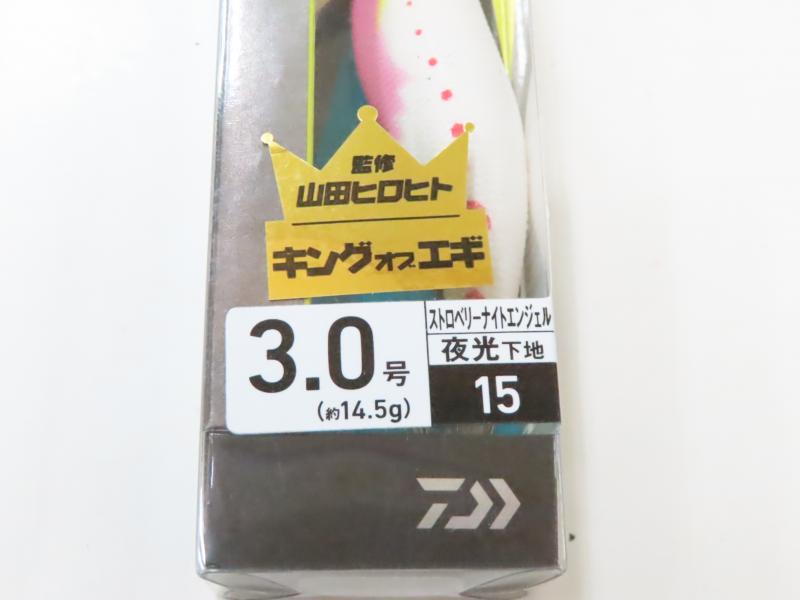 監修
山田ヒロヒト
キングオブエギ
3.0号
(約14.5g)
ストロベリーナイトエンジェル
夜光下地
15